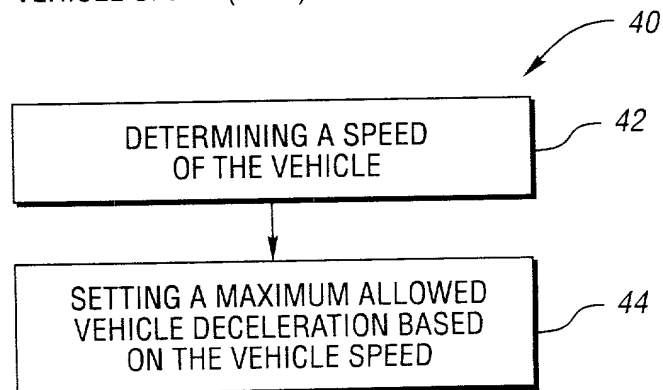 40
DETERMINING A SPEED
OF THE VEHICLE
42
SETTING A MAXIMUM ALLOWED
VEHICLE DECELERATION BASED
ON THE VEHICLE SPEED
44